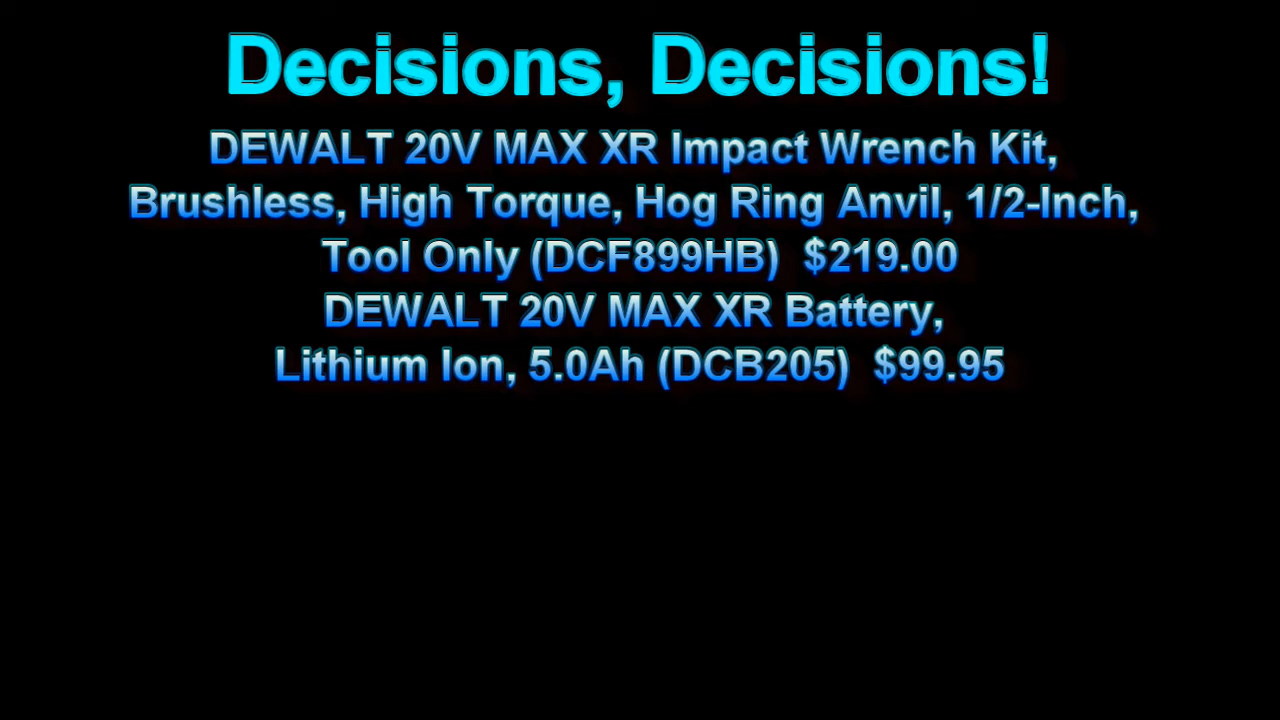 Decisions, Decisions!
DEWALT 20V MAX XR Impact Wrench Kit,
Brushless, High Torque, Hog Ring Anvil, 1/2-Inch,
Tool Only (DCF899HB)  $219.00
DEWALT 20V MAX XR Battery,
Lithium Ion, 5.0Ah (DCB205)  $99.95